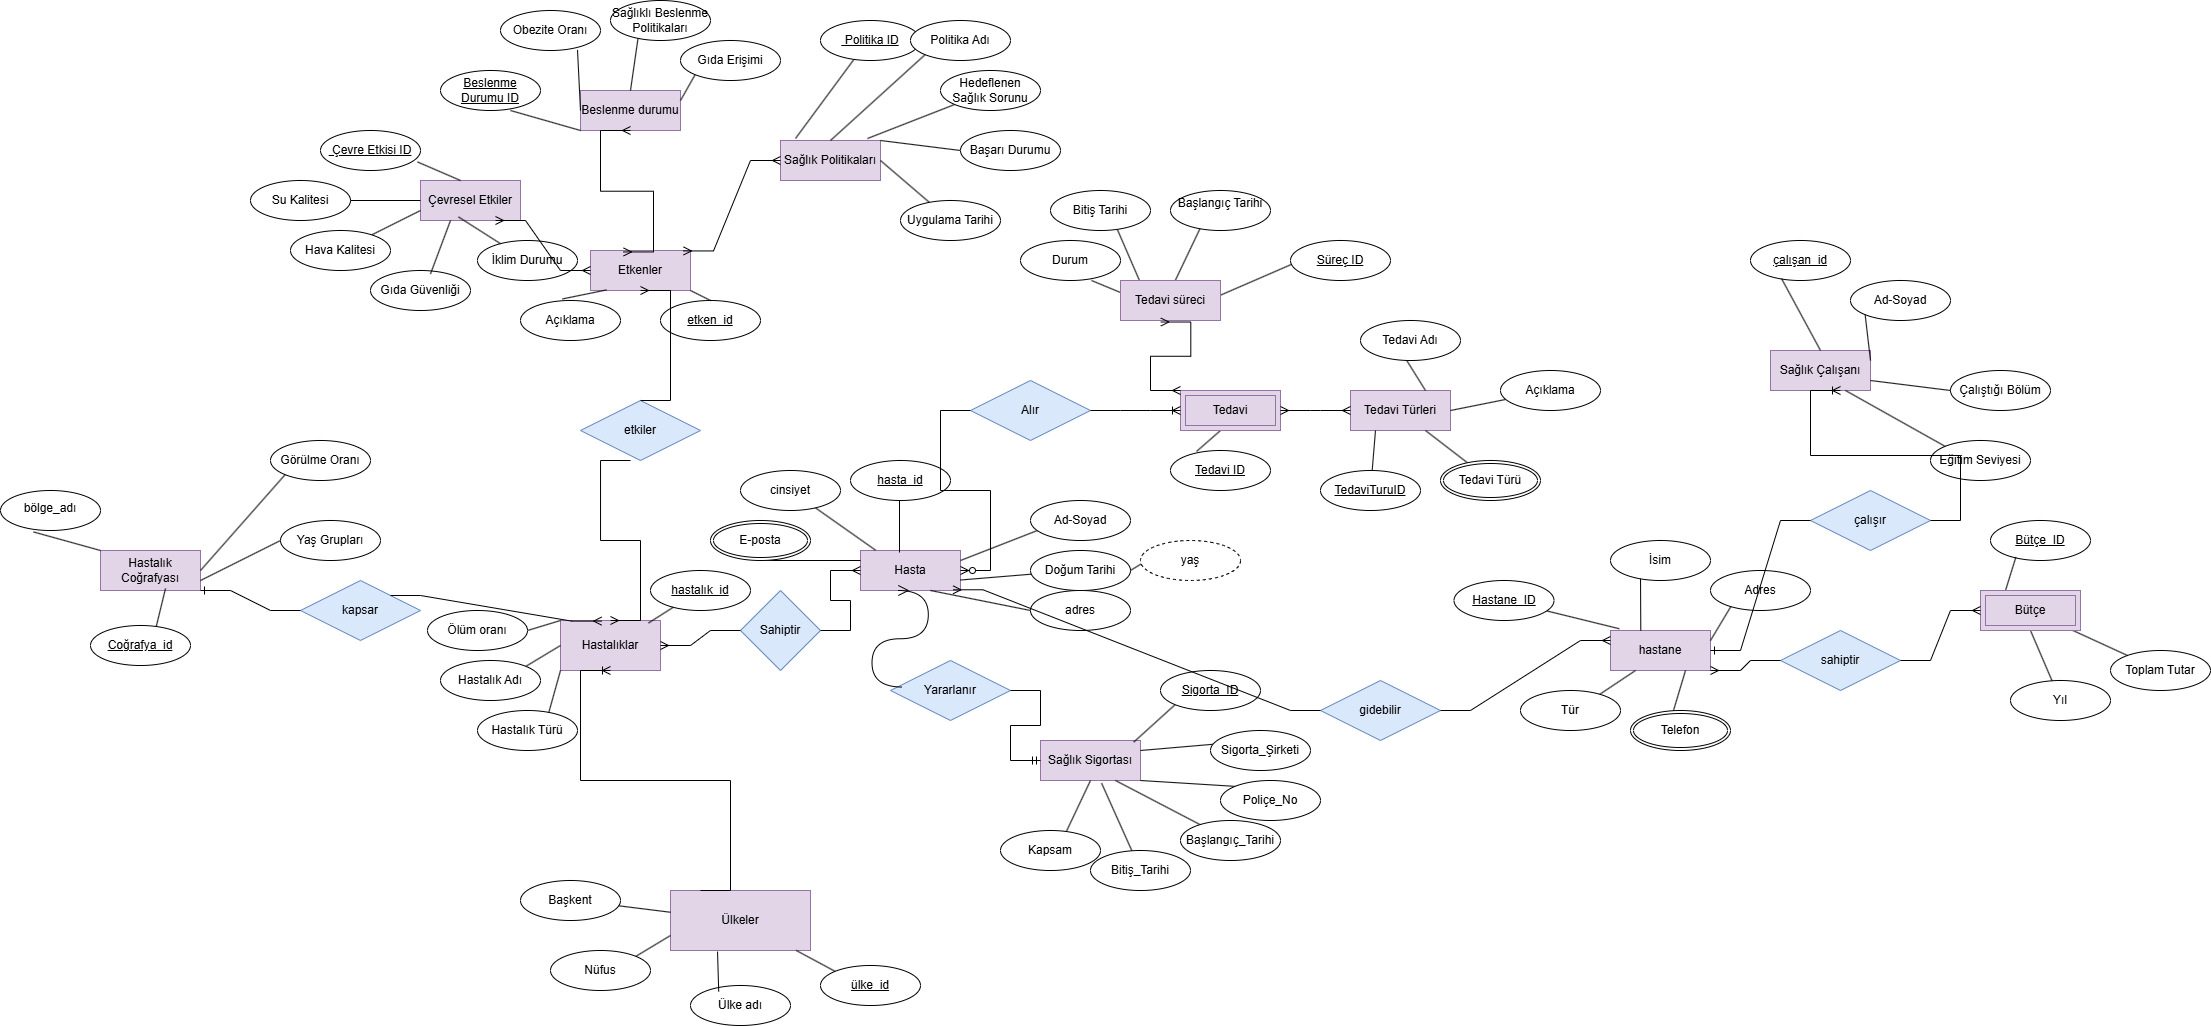 Sağlıklı Beslenme
Politikaları
Obezite Oranı
Gıda Erişimi
Beslenme
Durumu ID
Beslenme durumu
Politika ID
Politika Adı
Hedeflenen
Sağlık Sorunu
Başarı Durumu
Sağlık Politikaları
Uygulama Tarihi
Çevre Etkisi ID
Su Kalitesi
Çevresel Etkiler
Hava Kalitesi
İklim Durumu
Gıda Güvenliği
Etkenler
Açıklama
etken_id
Bitiş Tarihi
Başlangıç Tarihi
Durum
Süreç ID
Tedavi süreci
çalışan_id
Ad-Soyad
Sağlık Çalışanı
Çalıştığı Bölüm
Eğitim Seviyesi
Tedavi Adı
Açıklama
Alır
Tedavi
Tedavi Türleri
Tedavi ID
TedaviTuruID
Tedavi Türü
etkiler
Görülme Oranı
bölge_adı
Yaş Grupları
Hastalık
Coğrafyası
kapsar
Coğrafya_id
cinsiyet
hasta_id
E-posta
Ad-Soyad
Hasta
Doğum Tarihi
yaş
adres
çalışır
Bütçe_ID
İsim
Hastane_ID
Adres
Bütçe
hastane
sahiptir
Toplam Tutar
Yıl
Tür
Telefon
hastalık_id
Ölüm oranı
Hastalıklar
Sahiptir
Hastalık Adı
Hastalık Türü
Yararlanır
Sigorta_ID
gidebilir
Sağlık Sigortası
Sigorta_Şirketi
Poliçe_No
Başlangıç_Tarihi
Kapsam
Bitiş_Tarihi
Başkent
Ülkeler
Nüfus
Ülke adı
ülke_id